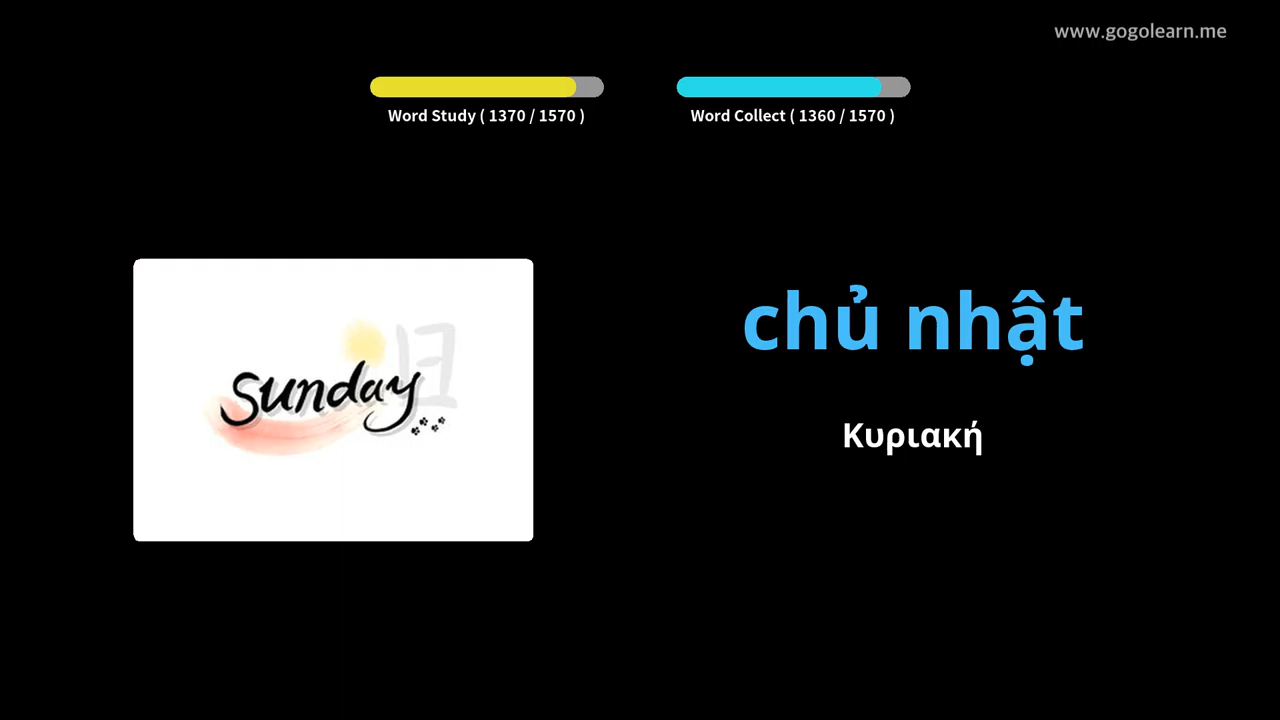 www.gogolearn.me
Word Study ( 1370 / 1570 )
Word Collect ( 1360 / 1570 )
sunday
chủ nhật
Κυριακή